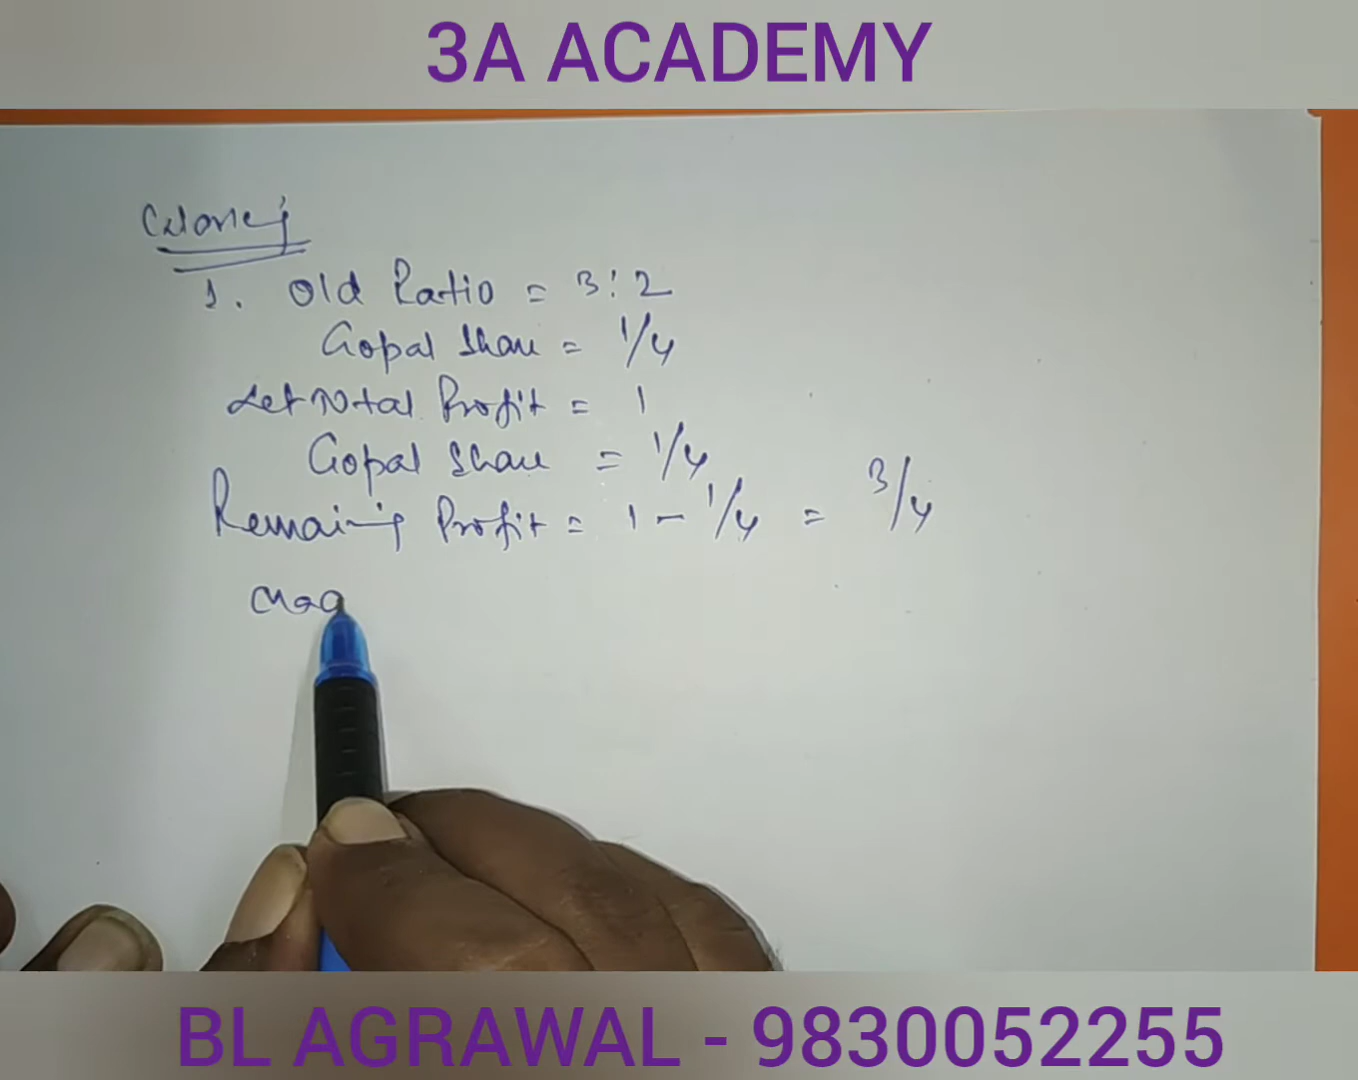 3A ACADEMY
1. Old Ratio = 3:2
Gopal Share = 1/4
Let Total Profit = 1
Gopal Share = 1/4
Remaining Profit = 1 - 1/4 = 3/4
BL AGRAWAL - 9830052255